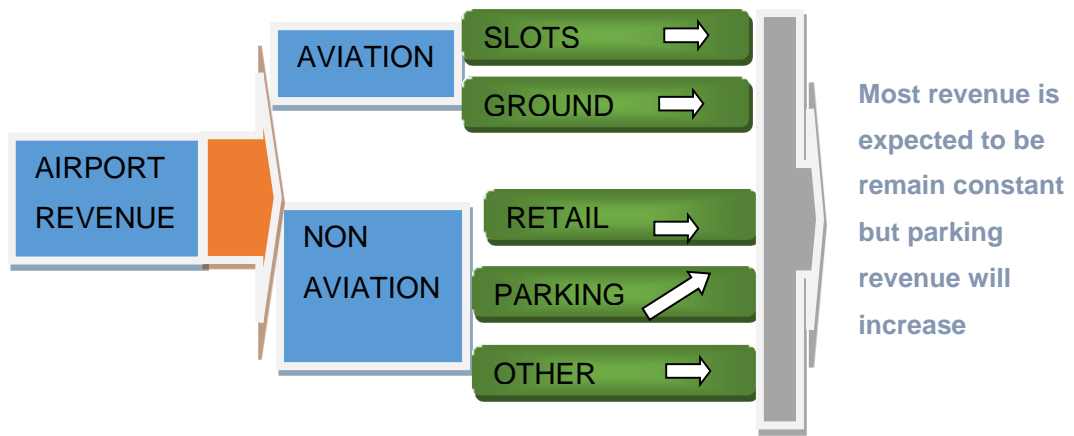 AIRPORT
REVENUE
AVIATION
NON
AVIATION
SLOTS
GROUND
RETAIL
PARKING
OTHER
Most revenue is
expected to be
remain constant
but parking
revenue will
increase